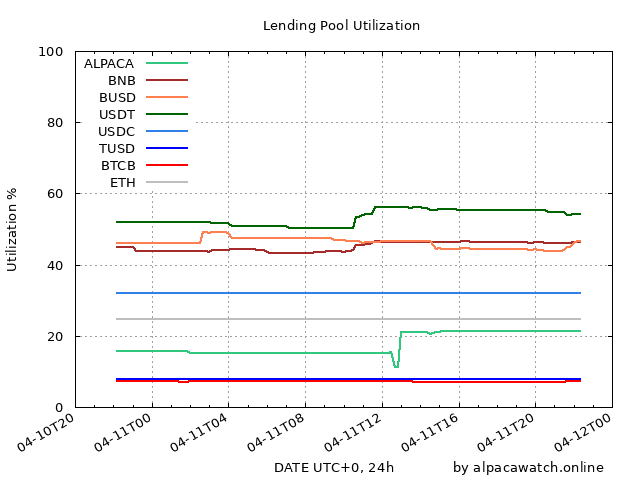 Lending Pool Utilization
100
80
60
40
20
0
Utilization %
ALPACA
BNB
BUSD
USDT
USDC
TUSD
BTCB
ETH
04-10T20
04-11T00
04-11T04
04-11T08
04-11T12
04-11T16
04-11T20
04-12T00
DATE UTC+0, 24h
by alpacawatch.online